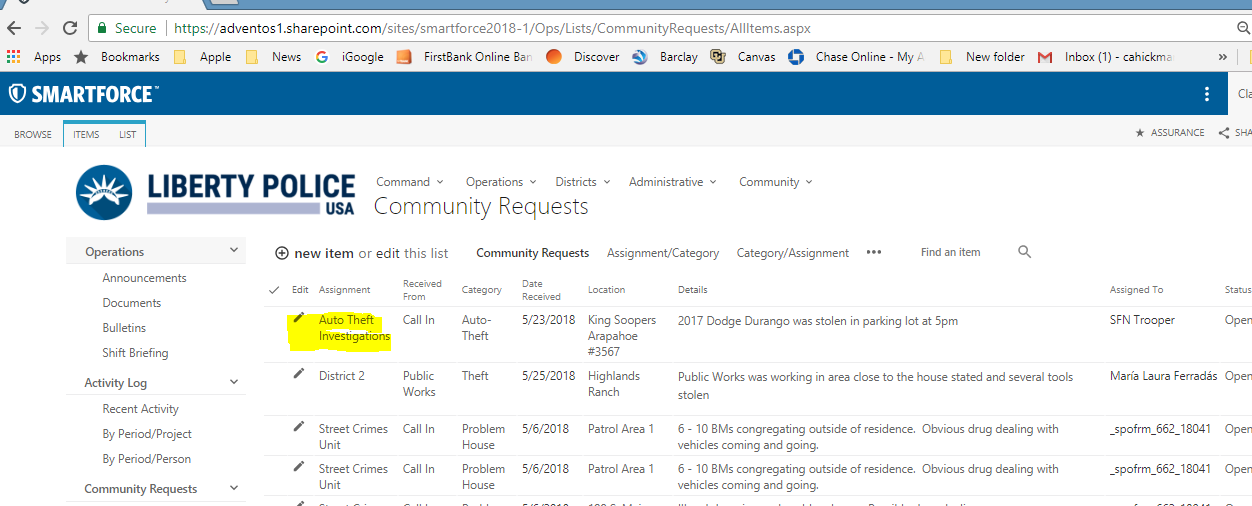 Secure https://adventos1.sharepoint.com/sites/smartforce2018-1/Ops/Lists/CommunityRequests/AllItems.aspx
Apps Bookmarks Apple News iGoogle FirstBank Online Ban Discover Barclay Canvas Chase Online - My A New folder Inbox (1) - cahickma »
SMARTFORCE™ Cla
BROWSE ITEMS LIST ASSURANCE SHA
LIBERTY POLICE
USA
Command Operations Districts Administrative Community
Community Requests
Operations
Announcements
Documents
Bulletins
Shift Briefing
Activity Log
Recent Activity
By Period/Project
By Period/Person
Community Requests
new item or edit this list Community Requests Assignment/Category Category/Assignment ••• Find an item
Edit Assignment Received From Category Date Received Location Details Assigned To Status
Auto Theft Investigations Call In Auto-Theft 5/23/2018 King Soopers Arapahoe #3567 2017 Dodge Durango was stolen in parking lot at 5pm SFN Trooper Open
District 2 Public Works Theft 5/25/2018 Highlands Ranch Public Works was working in area close to the house stated and several tools stolen María Laura Ferradás Open
Street Crimes Unit Call In Problem House 5/6/2018 Patrol Area 1 6 - 10 BMs congregating outside of residence. Obvious drug dealing with vehicles coming and going. _spofrm_662_18041 Open
Street Crimes Unit Call In Problem House 5/6/2018 Patrol Area 1 6 - 10 BMs congregating outside of residence. Obvious drug dealing with vehicles coming and going. _spofrm_662_18041 Open